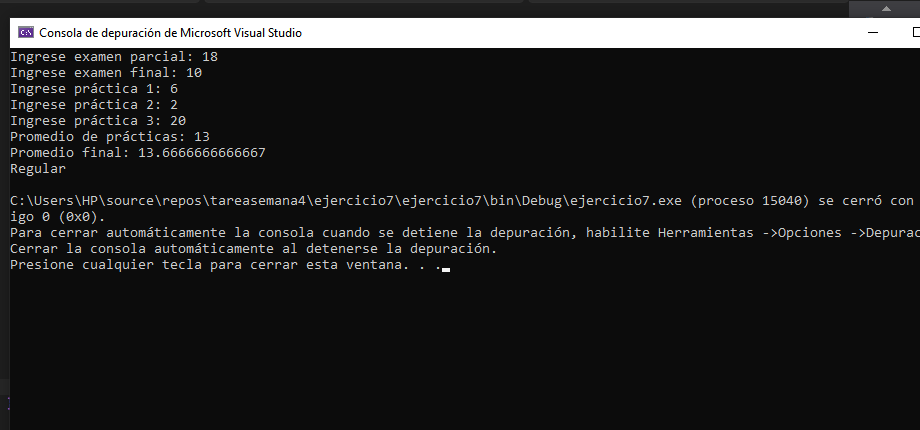 Consola de depuración de Microsoft Visual Studio
Ingrese examen parcial: 18
Ingrese examen final: 10
Ingrese práctica 1: 6
Ingrese práctica 2: 2
Ingrese práctica 3: 20
Promedio de prácticas: 13
Promedio final: 13.6666666666667
Regular
C:\Users\HP\source\repos\tareasemana4\ejercicio7\ejercicio7\bin\Debug\ejercicio7.exe (proceso 15040) se cerró con
igo 0 (0x0).
Para cerrar automáticamente la consola cuando se detiene la depuración, habilite Herramientas ->Opciones ->Depurac
Cerrar la consola automáticamente al detenerse la depuración.
Presione cualquier tecla para cerrar esta ventana. . .